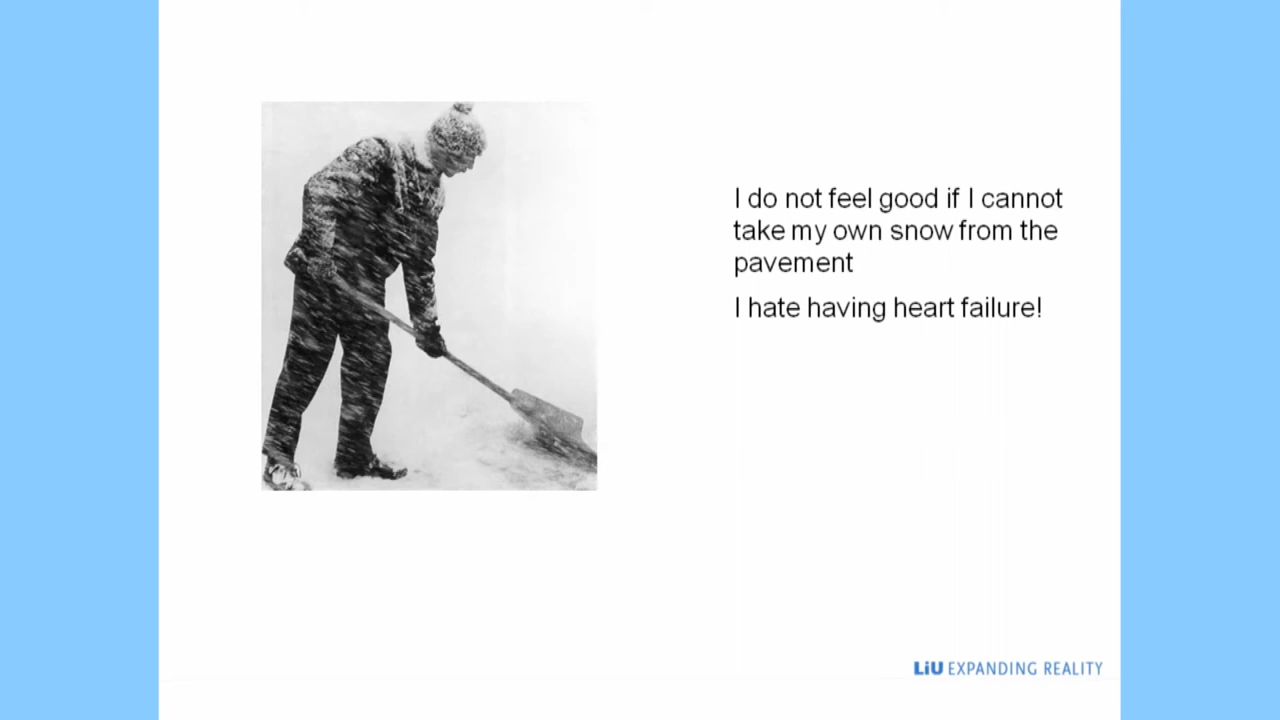 I do not feel good if I cannot
take my own snow from the
pavement
I hate having heart failure!
LiU EXPANDING REALITY